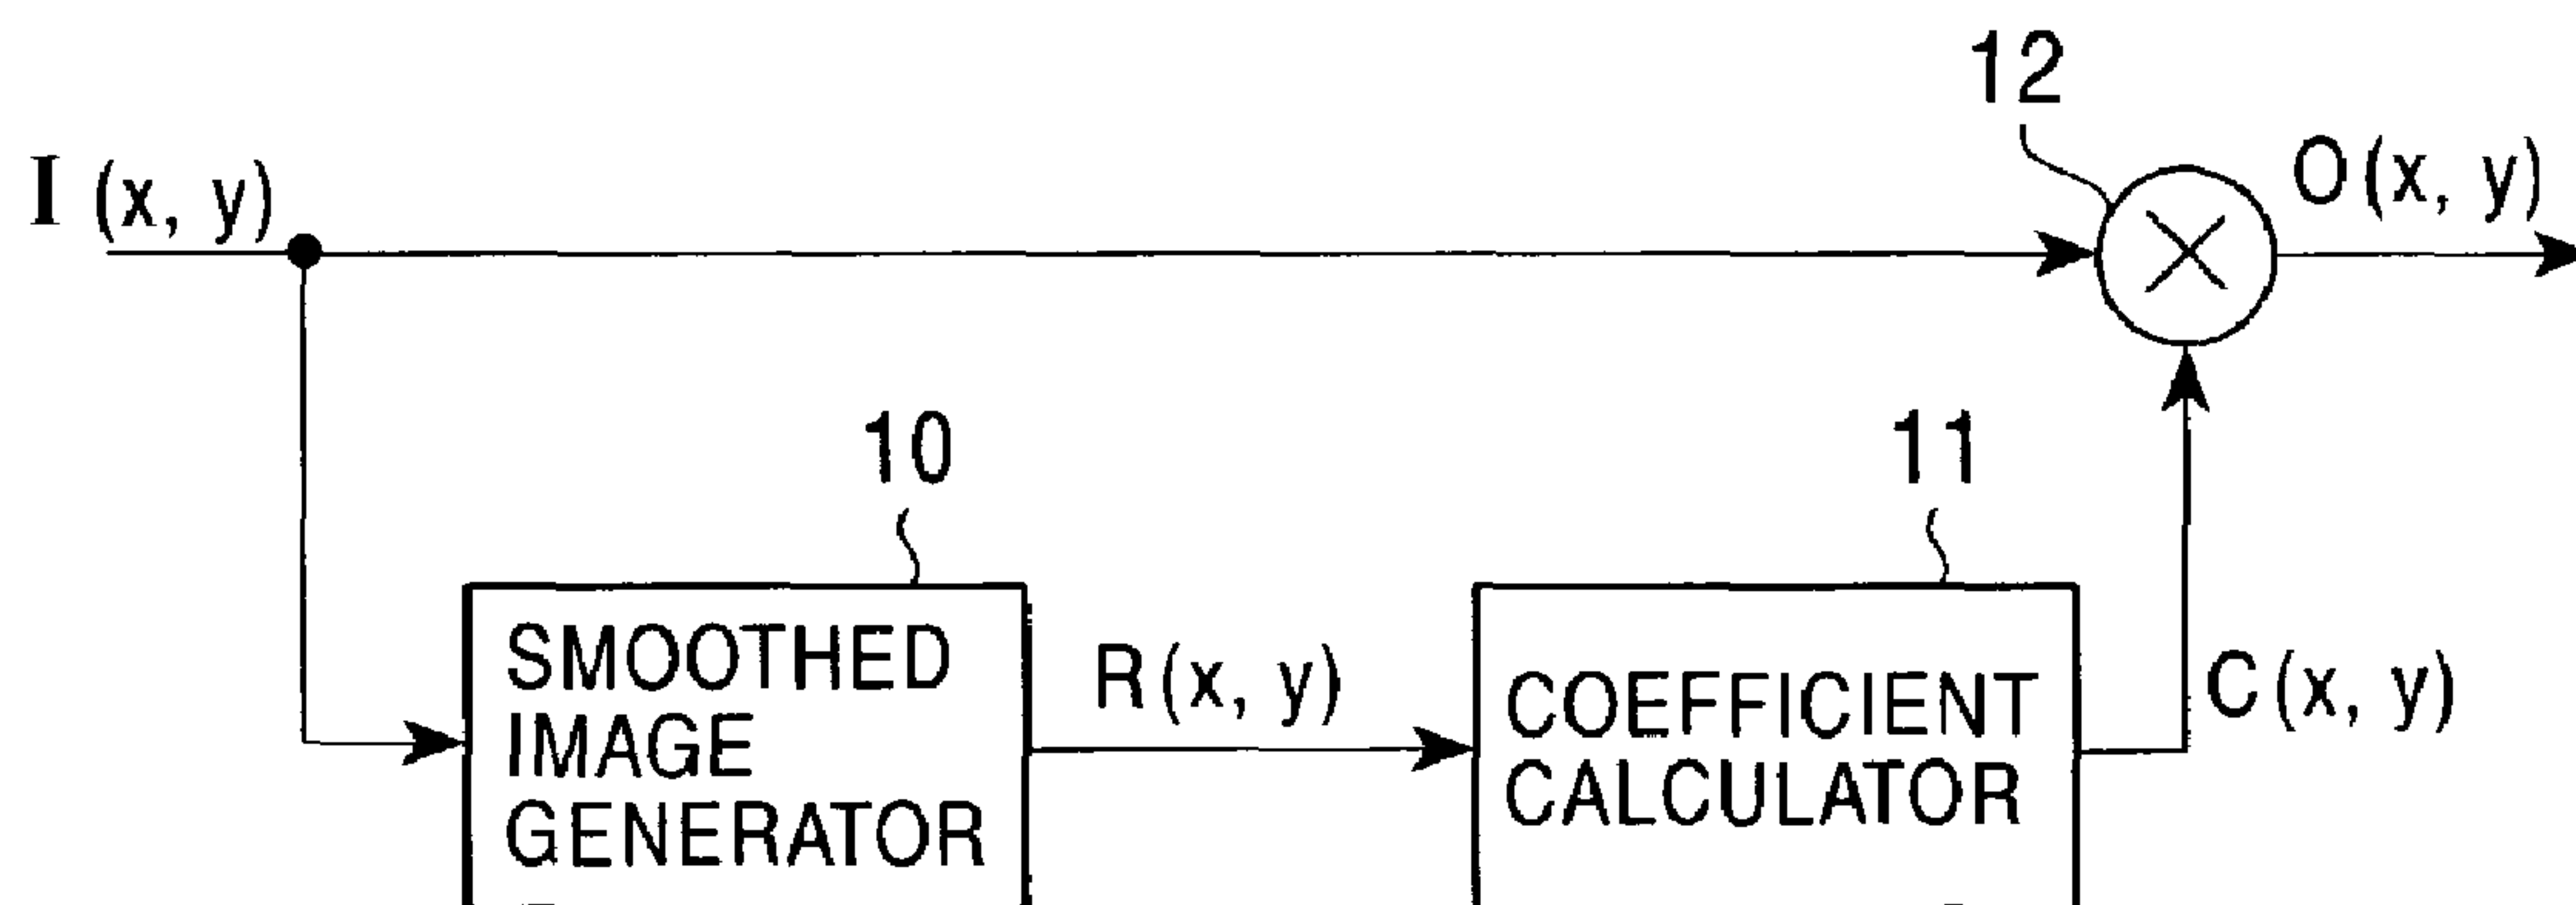 12
I (x, y)
O (x, y)
10
11
SMOOTHED
IMAGE
GENERATOR
R (x, y)
COEFFICIENT
CALCULATOR
C (x, y)